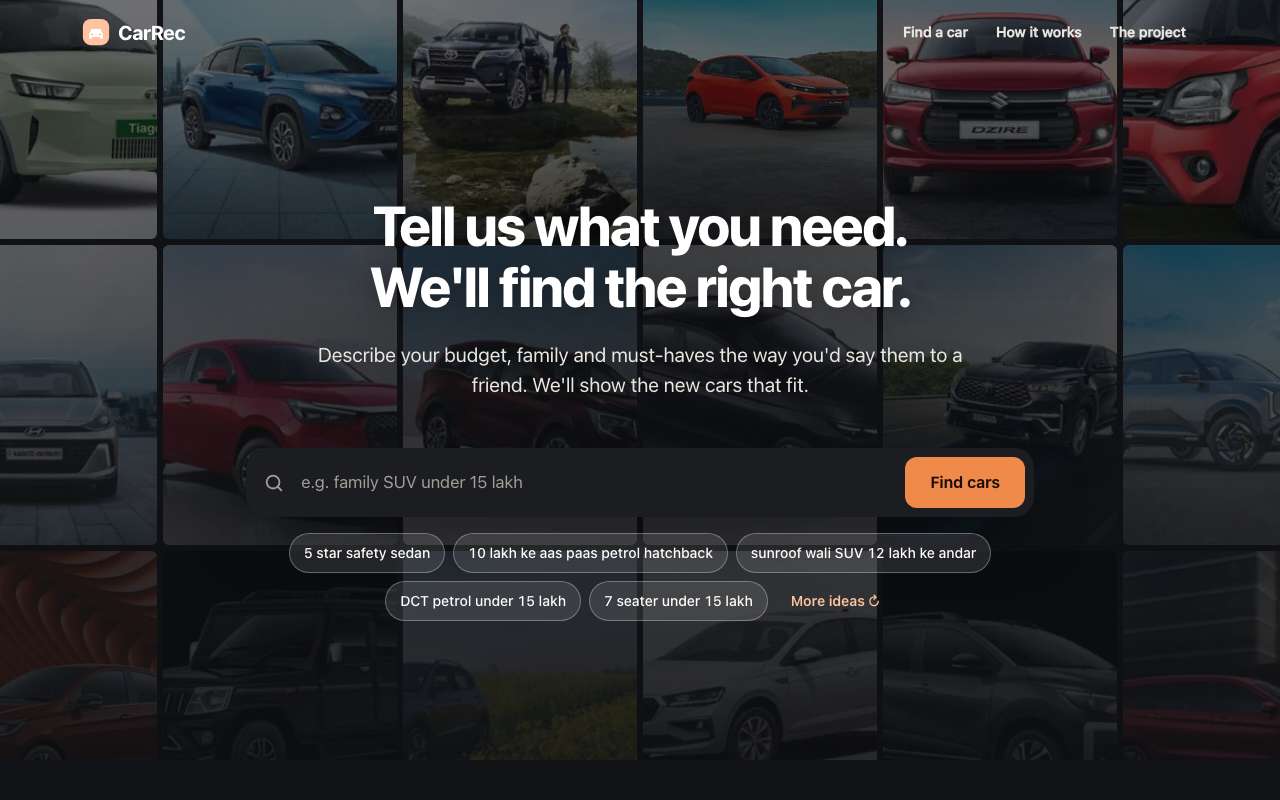 CarRec
Find a car
How it works
The project
Tiago
DZIRE
Tell us what you need.
We'll find the right car.
Describe your budget, family and must-haves the way you'd say them to a
friend. We'll show the new cars that fit.
e.g. family SUV under 15 lakh
Find cars
5 star safety sedan
10 lakh ke aas paas petrol hatchback
sunroof wali SUV 12 lakh ke andar
DCT petrol under 15 lakh
7 seater under 15 lakh
More ideas ↻